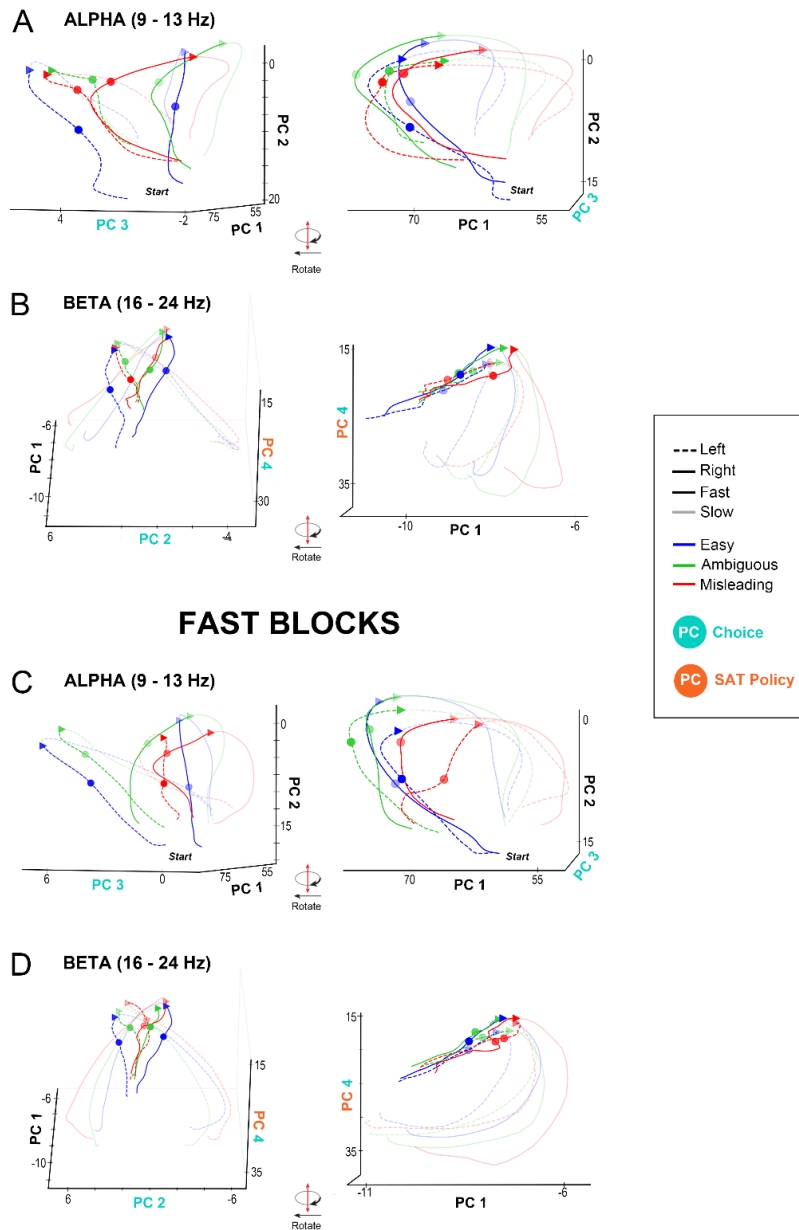 A
ALPHA (9 - 13 Hz)
0
PC 2
20
Start
4
PC 3
-2
75
55
PC 1
Rotate
0
PC 2
15
Start
70
PC 1
55
PC 3
B
BETA (16 - 24 Hz)
-6
PC 1
-10
15
PC 4
30
6
PC 2
-4
Rotate
15
PC 4
35
-10
PC 1
-6
Left
Right
Fast
Slow
Easy
Ambiguous
Misleading
PC Choice
PC SAT Policy
FAST BLOCKS
C
ALPHA (9 - 13 Hz)
0
PC 2
15
Start
6
PC 3
0
75
55
PC 1
Rotate
0
PC 2
15
Start
70
PC 1
55
PC 3
D
BETA (16 - 24 Hz)
-6
PC 1
-10
15
PC 4
35
6
PC 2
-6
Rotate
15
PC 4
35
-11
PC 1
-6